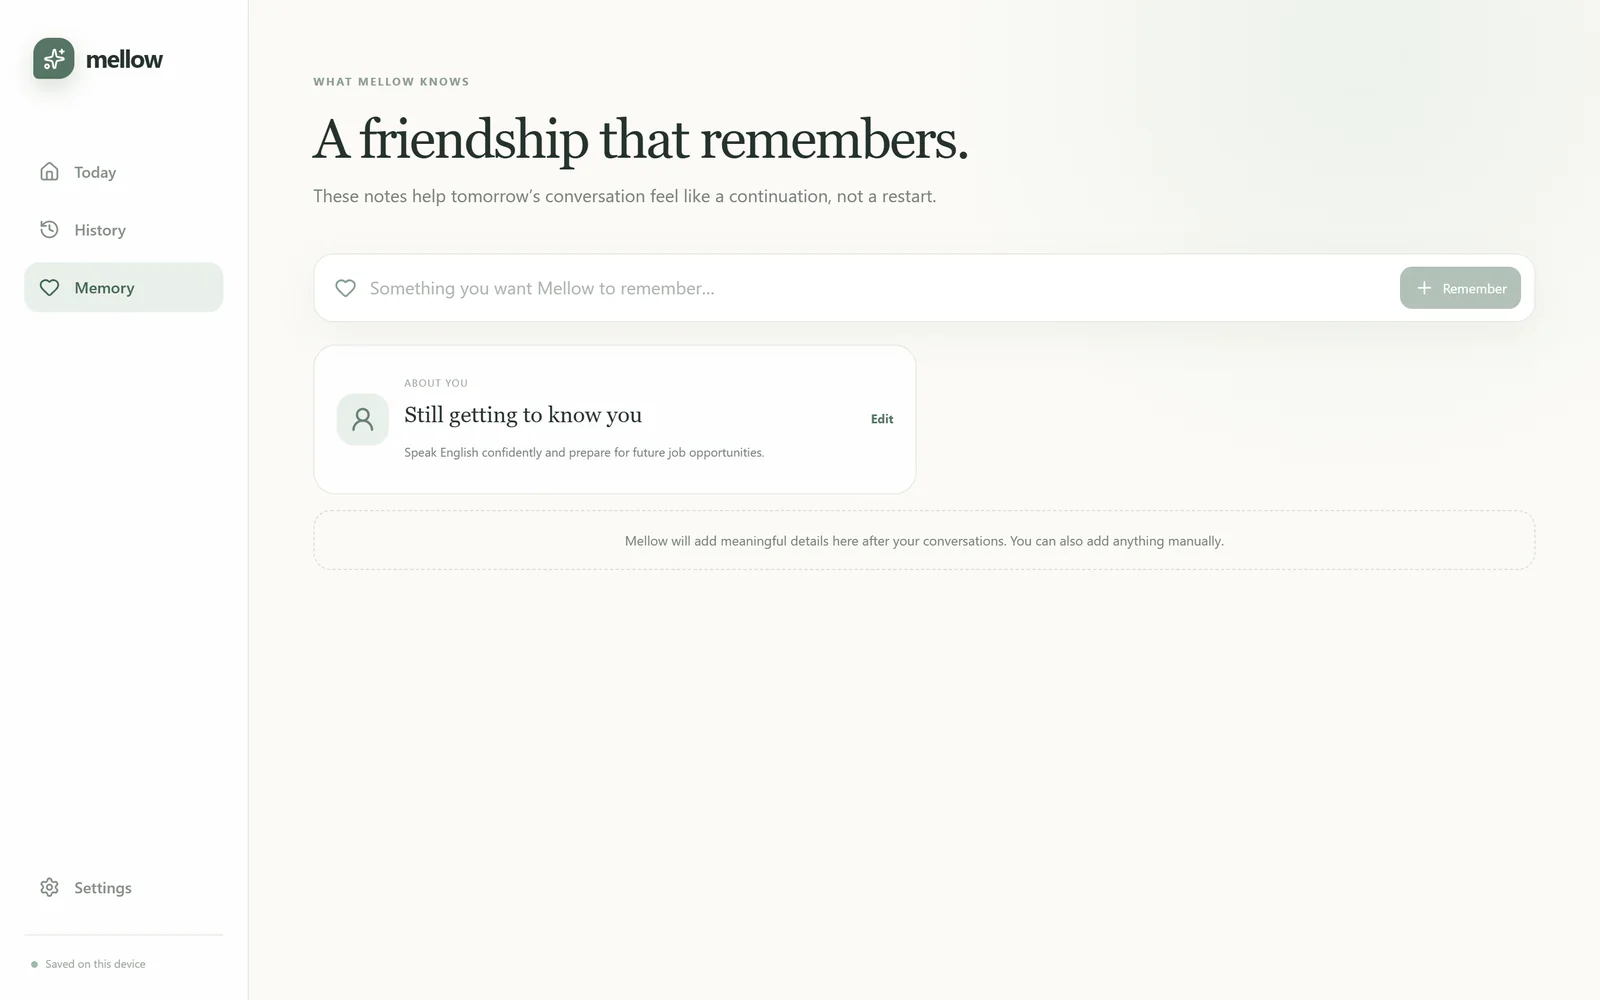 mellow
Today
History
Memory
Settings
Saved on this device
WHAT MELLOW KNOWS
A friendship that remembers.
These notes help tomorrow’s conversation feel like a continuation, not a restart.
Something you want Mellow to remember...
Remember
ABOUT YOU
Still getting to know you
Speak English confidently and prepare for future job opportunities.
Edit
Mellow will add meaningful details here after your conversations. You can also add anything manually.